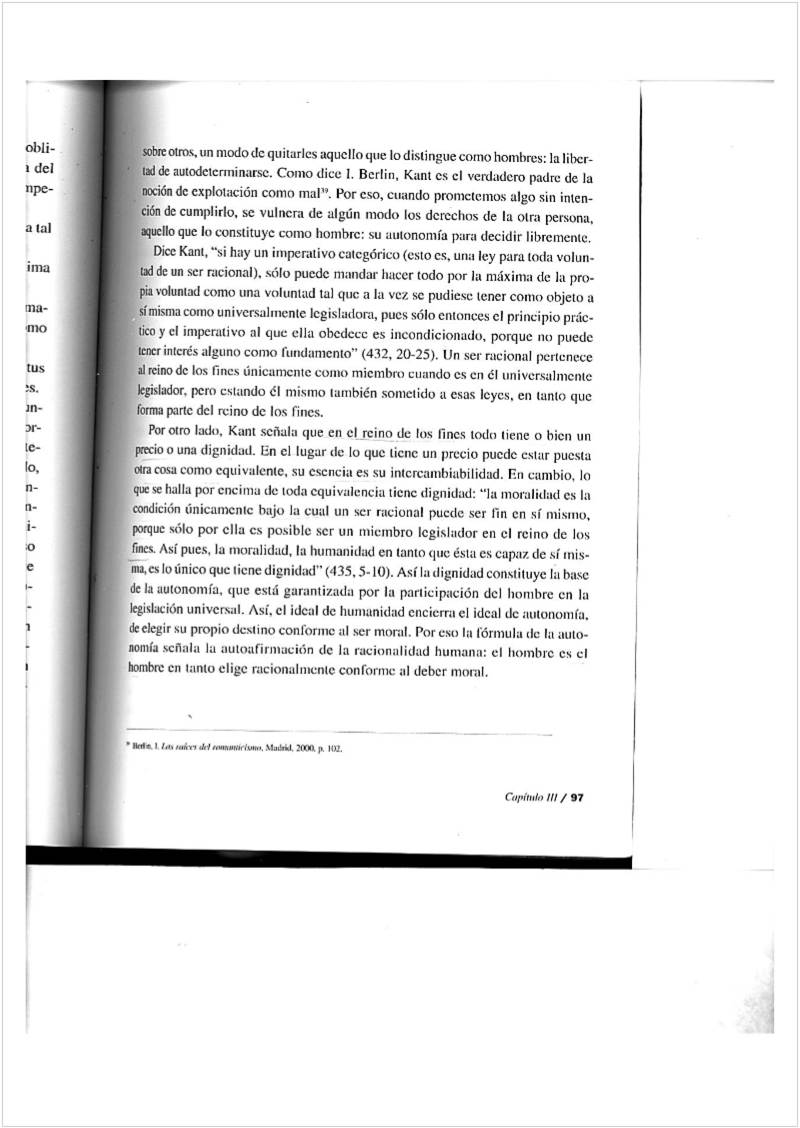 obli-
a del
mpe-
a tal
ima
ma-
omo
tus
es.
un-
or-
te-
lo,
n-
n-
i-
o
e
sobre otros, un modo de quitarles aquello que lo distingue como hombres: la liber-
tad de autodeterminarse. Como dice I. Berlin, Kant es el verdadero padre de la
noción de explotación como mal³⁹. Por eso, cuando prometemos algo sin inten-
ción de cumplirlo, se vulnera de algún modo los derechos de la otra persona,
aquello que lo constituye como hombre: su autonomía para decidir libremente.
Dice Kant, “si hay un imperativo categórico (esto es, una ley para toda volun-
tad de un ser racional), sólo puede mandar hacer todo por la máxima de la pro-
pia voluntad como una voluntad tal que a la vez se pudiese tener como objeto a
sí misma como universalmente legisladora, pues sólo entonces el principio prác-
tico y el imperativo al que ella obedece es incondicionado, porque no puede
tener interés alguno como fundamento” (432, 20-25). Un ser racional pertenece
al reino de los fines únicamente como miembro cuando es en él universalmente
legislador, pero estando él mismo también sometido a esas leyes, en tanto que
forma parte del reino de los fines.
Por otro lado, Kant señala que en el reino de los fines todo tiene o bien un
precio o una dignidad. En el lugar de lo que tiene un precio puede estar puesta
otra cosa como equivalente, su esencia es su intercambiabilidad. En cambio, lo
que se halla por encima de toda equivalencia tiene dignidad: “la moralidad es la
condición únicamente bajo la cual un ser racional puede ser fin en sí mismo,
porque sólo por ella es posible ser un miembro legislador en el reino de los
fines. Así pues, la moralidad, la humanidad en tanto que ésta es capaz de sí mis-
ma, es lo único que tiene dignidad” (435, 5-10). Así la dignidad constituye la base
de la autonomía, que está garantizada por la participación del hombre en la
legislación universal. Así, el ideal de humanidad encierra el ideal de autonomía,
de elegir su propio destino conforme al ser moral. Por eso la fórmula de la auto-
nomía señala la autoafirmación de la racionalidad humana: el hombre es el
hombre en tanto elige racionalmente conforme al deber moral.
³⁹ Berlin, I. Las raíces del romanticismo, Madrid, 2000, p. 102.
Capítulo III / 97